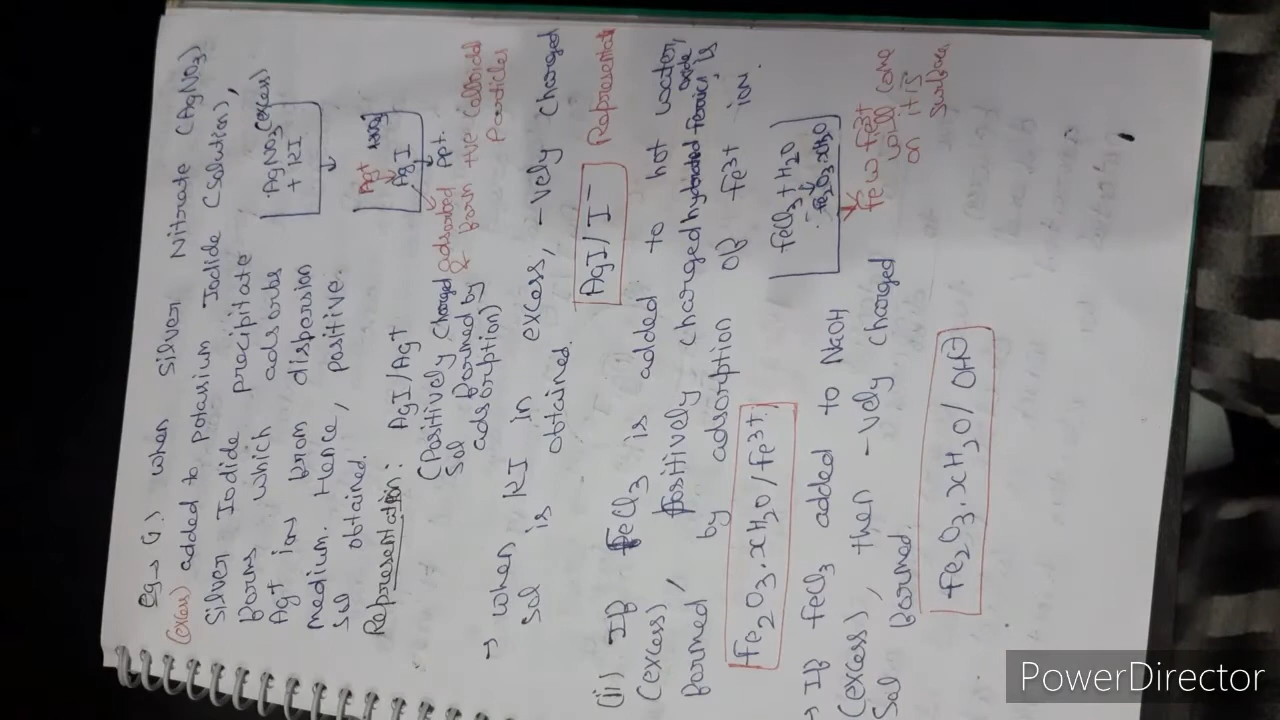 Eg→ (i) when Silver Nitrate (AgNO3)
(excess) added to potassium Iodide (solution),
Silver Iodide precipitate
forms which adsorbs
Ag+ ion from dispersion
medium. Hence, positive
Sol obtained.
AgNO3 (excess)
+ KI
Ag+
AgI
ppt.
Representation: AgI/Ag+
(Positively charged
Sol formed by
adsorption)
adsorbed
& form +ve colloidal
Particles
→ when KI in excess, -vely charged
Sol is obtained. AgI/I- Represent
(ii) If FeCl3 is added to hot water,
(excess)
formed, positively charged hydrated ferric oxide is
by adsorption of Fe3+ ion.
Fe2O3.xH2O/Fe3+
FeCl3 + H2O
Fe2O3.xH2O
Few Fe3+
will come
on it's
surface
→ If FeCl3 added to NaOH
(excess), then -vely charged
Sol formed.
Fe2O3.xH2O/OH-
PowerDirector